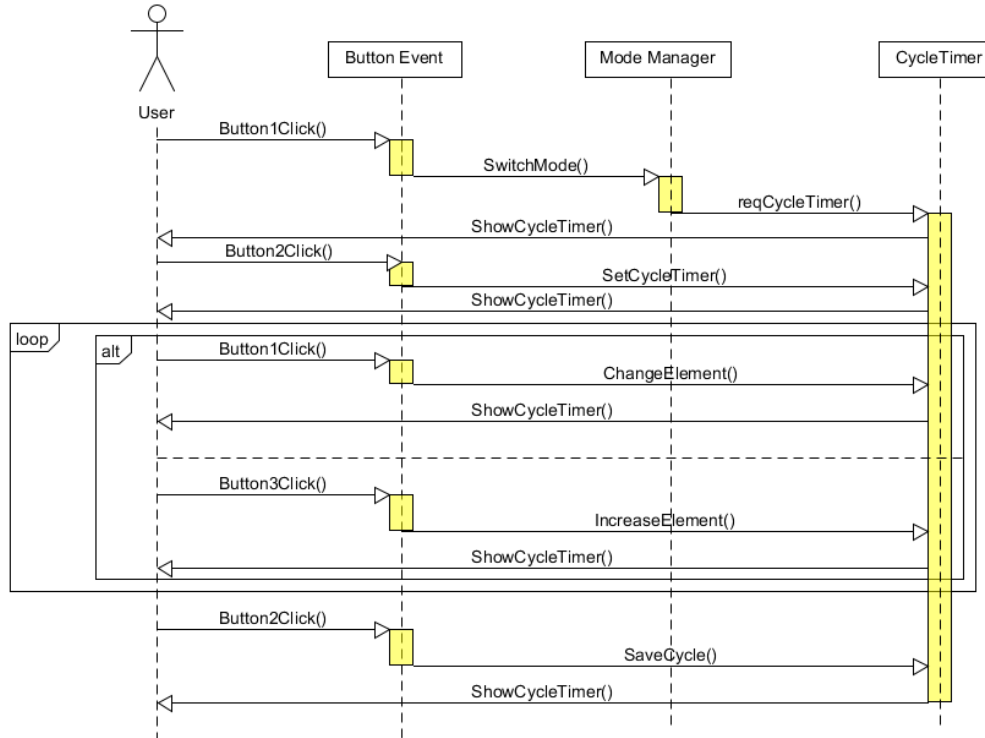 Button Event
Mode Manager
CycleTimer
User
Button1Click()
SwitchMode()
reqCycleTimer()
ShowCycleTimer()
Button2Click()
SetCycleTimer()
ShowCycleTimer()
loop
alt
Button1Click()
ChangeElement()
ShowCycleTimer()
Button3Click()
IncreaseElement()
ShowCycleTimer()
Button2Click()
SaveCycle()
ShowCycleTimer()